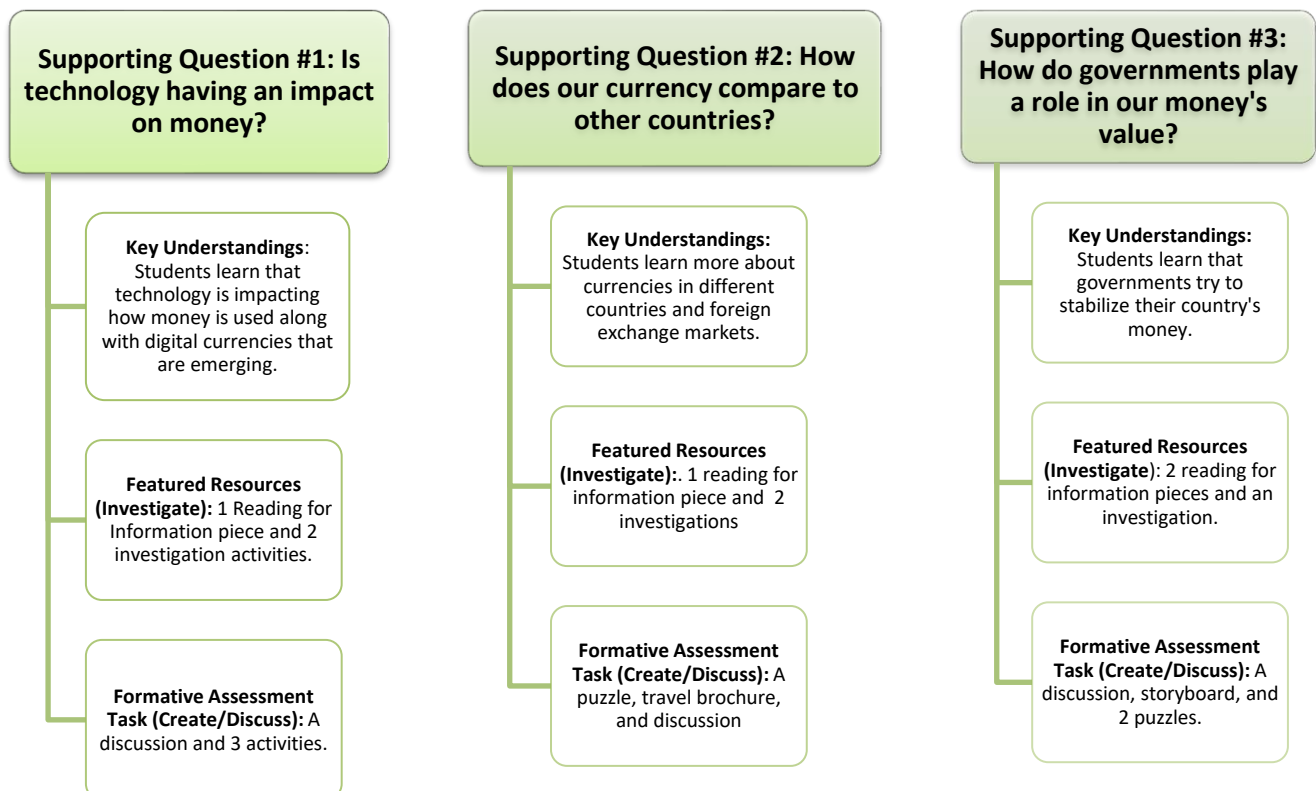 Supporting Question #1: Is
technology having an impact
on money?
Key Understandings:
Students learn that
technology is impacting
how money is used along
with digital currencies that
are emerging.
Featured Resources
(Investigate): 1 Reading for
Information piece and 2
investigation activities.
Formative Assessment
Task (Create/Discuss): A
discussion and 3 activities.
Supporting Question #2: How
does our currency compare to
other countries?
Key Understandings:
Students learn more about
currencies in different
countries and foreign
exchange markets.
Featured Resources
(Investigate):. 1 reading for
information piece and  2
investigations
Formative Assessment
Task (Create/Discuss): A
puzzle, travel brochure,
and discussion
Supporting Question #3:
How do governments play
a role in our money's
value?
Key Understandings:
Students learn that
governments try to
stabilize their country's
money.
Featured Resources
(Investigate): 2 reading for
information pieces and an
investigation.
Formative Assessment
Task (Create/Discuss): A
discussion, storyboard, and
2 puzzles.